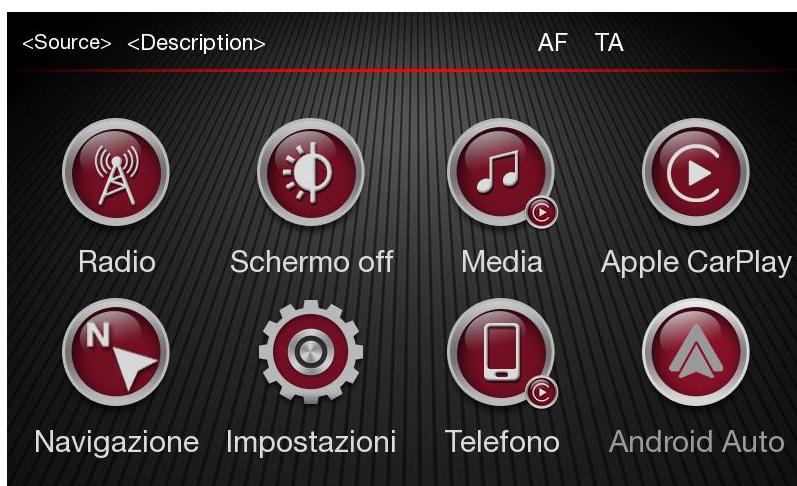 <Source> <Description> AF TA
Radio Schermo off Media Apple CarPlay
N
Navigazione Impostazioni Telefono Android Auto